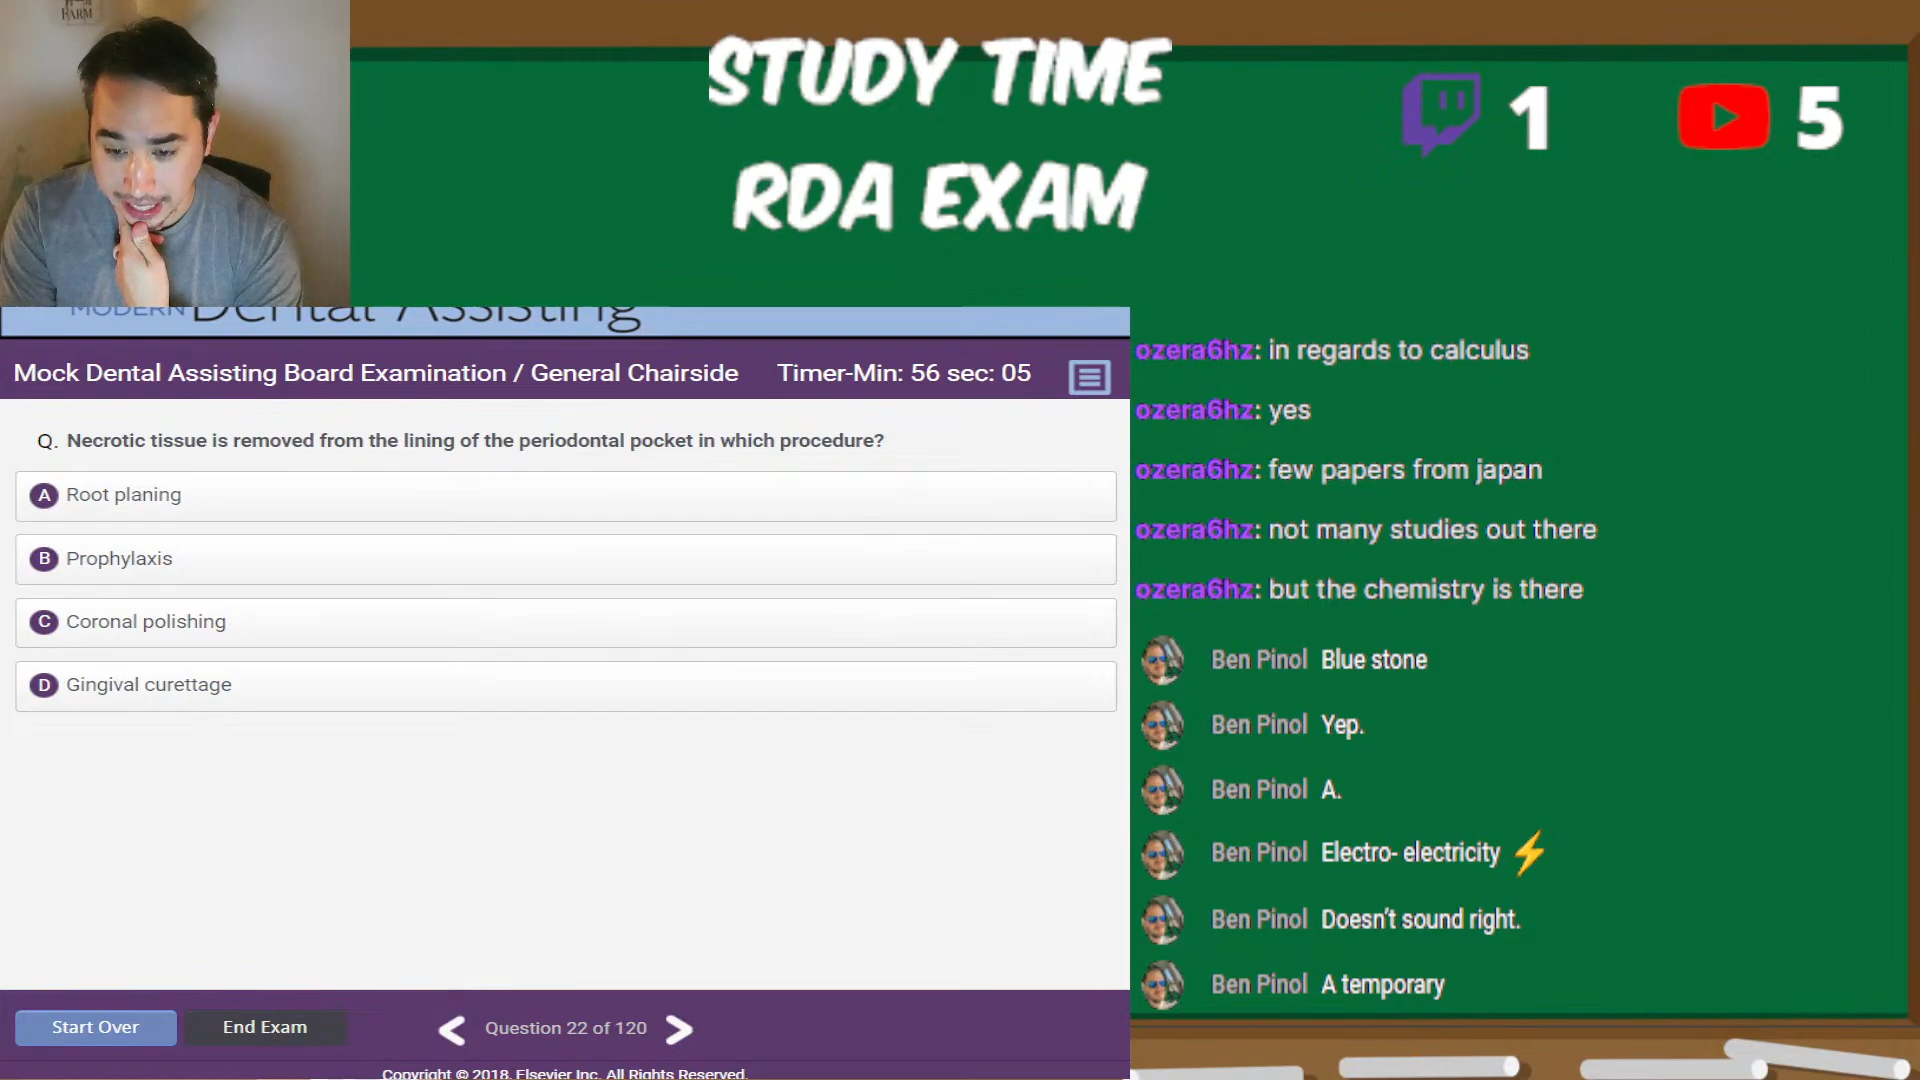 FARM
STUDY TIME
RDA EXAM
1
5
MODERN Dental Assisting
Mock Dental Assisting Board Examination / General Chairside
Timer-Min: 56 sec: 05
Q. Necrotic tissue is removed from the lining of the periodontal pocket in which procedure?
A Root planing
B Prophylaxis
C Coronal polishing
D Gingival curettage
Start Over
End Exam
Question 22 of 120
Copyright © 2018, Elsevier Inc. All Rights Reserved.
ozera6hz: in regards to calculus
ozera6hz: yes
ozera6hz: few papers from japan
ozera6hz: not many studies out there
ozera6hz: but the chemistry is there
Ben Pinol Blue stone
Ben Pinol Yep.
Ben Pinol A.
Ben Pinol Electro- electricity ⚡
Ben Pinol Doesn't sound right.
Ben Pinol A temporary